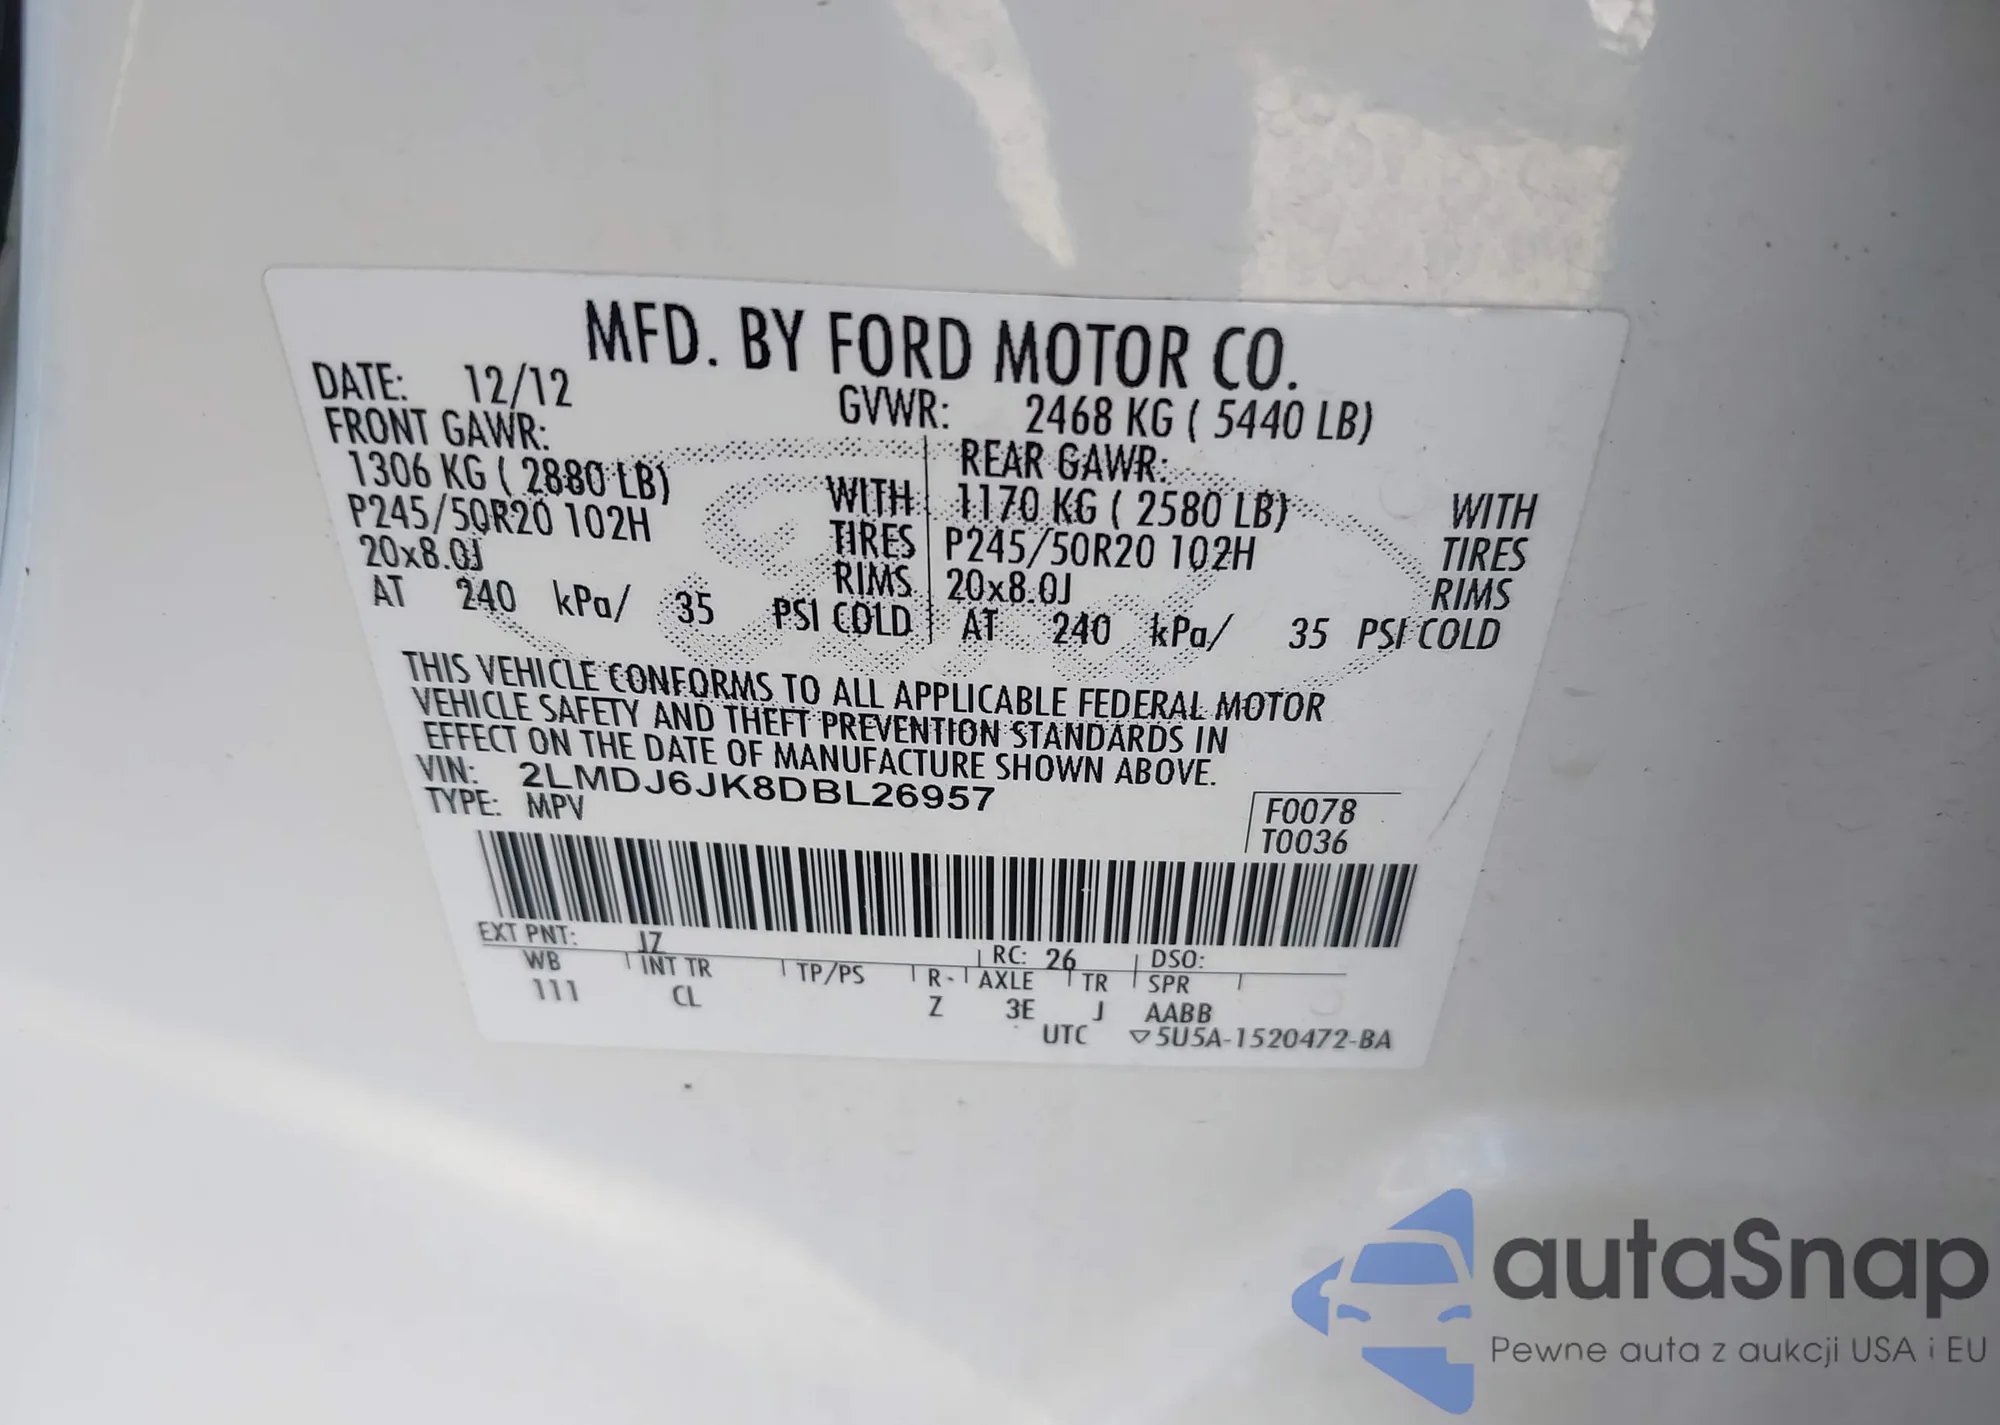 MFD. BY FORD MOTOR CO.
DATE: 12/12
GVWR: 2468 KG ( 5440 LB)
FRONT GAWR:
1306 KG ( 2880 LB) WITH
P245/50R20 102H TIRES
20x8.0J RIMS
AT 240 kPa/ 35 PSI COLD
REAR GAWR:
1170 KG ( 2580 LB) WITH
P245/50R20 102H TIRES
20x8.0J RIMS
AT 240 kPa/ 35 PSI COLD
THIS VEHICLE CONFORMS TO ALL APPLICABLE FEDERAL MOTOR
VEHICLE SAFETY AND THEFT PREVENTION STANDARDS IN
EFFECT ON THE DATE OF MANUFACTURE SHOWN ABOVE.
VIN: 2LMDJ6JK8DBL26957
TYPE: MPV
F0078
T0036
EXT PNT: JZ RC: 26 DSO:
WB INT TR TP/PS R- AXLE TR SPR
111 CL Z 3E J AABB
UTC ▽5U5A-1520472-BA
autaSnap
Pewne auta z aukcji USA i EU